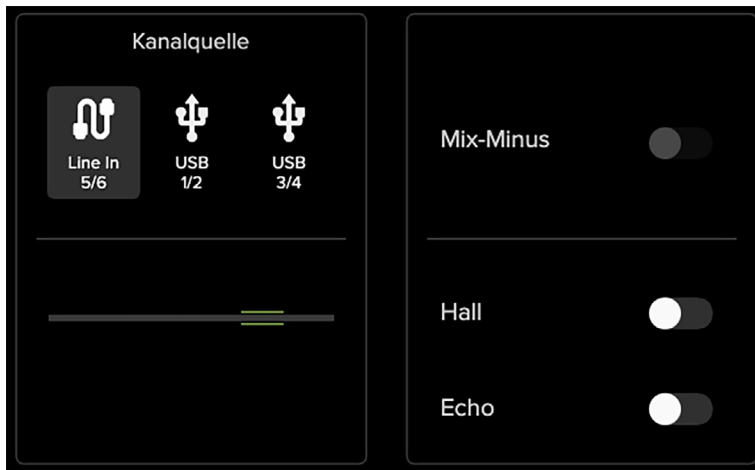 Kanalquelle
Line In
5/6
USB
1/2
USB
3/4
Mix-Minus
Hall
Echo